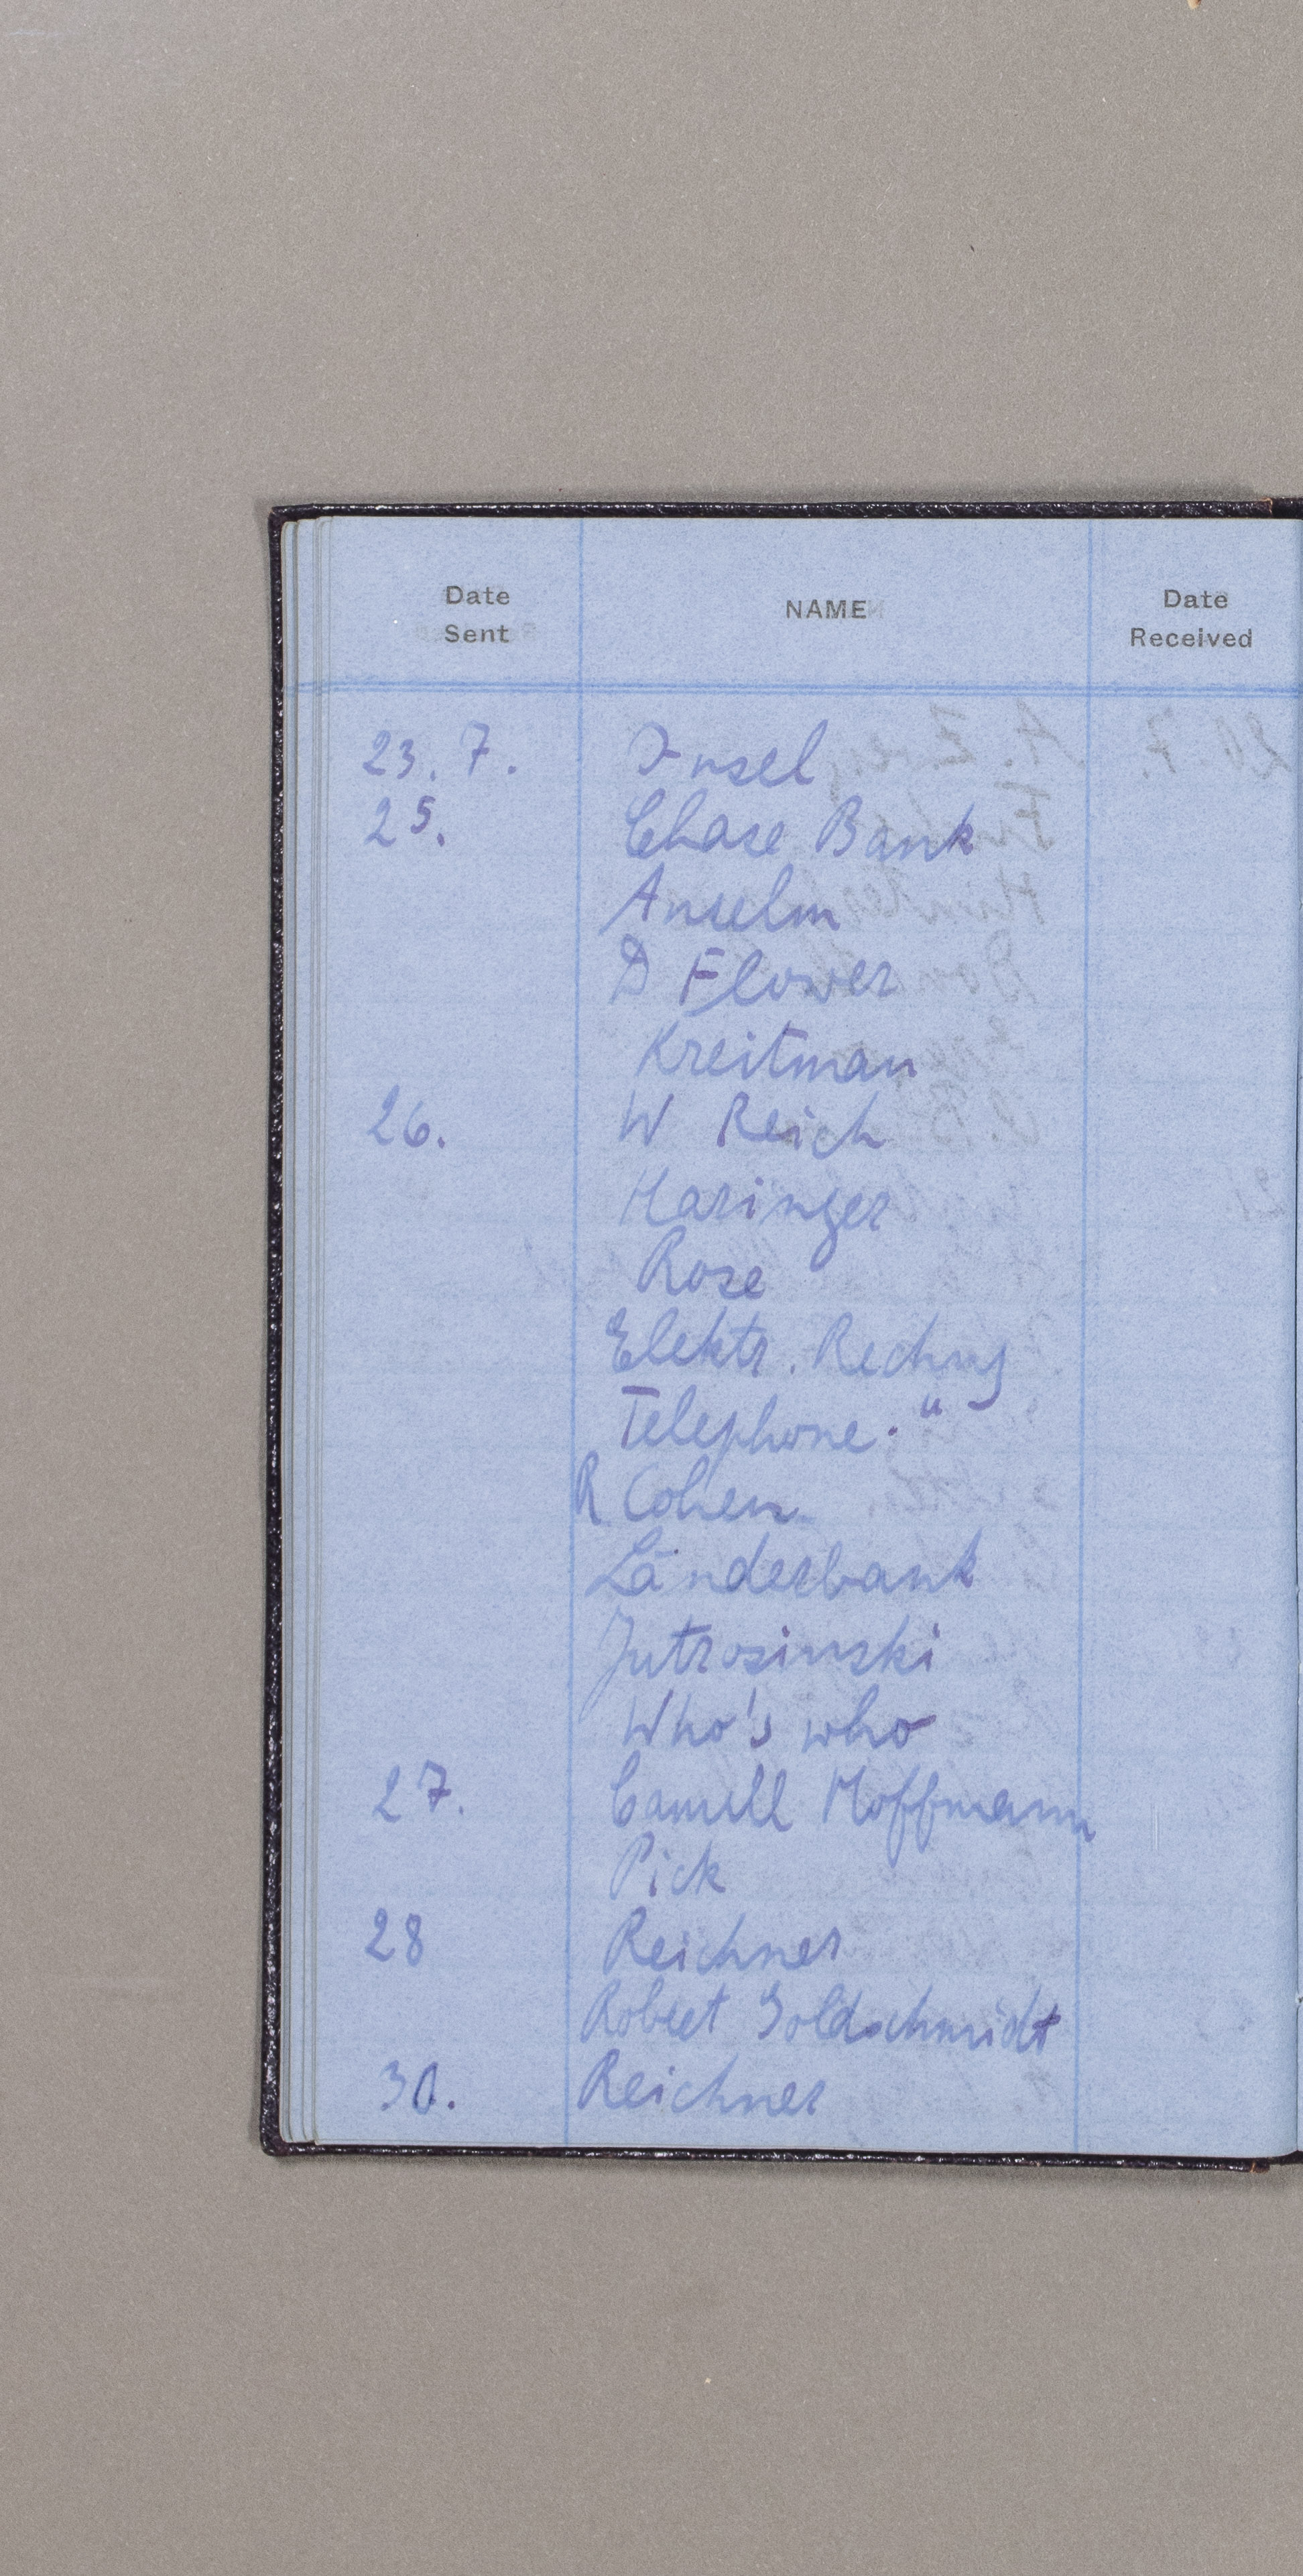 Date Sent NAME Date Received
23. 7. Insel
25. Chase Bank
Anselm
D Flower
Kreitman
26. W Reich
Haringer
Rose
Elektr. Rechng
Telephone. "
R Cohen
Länderbank
Jutrosinski
Who's who
27. Camill Hoffmann
Pick
28 Reichner
Robert Goldschmidt
30. Reichner